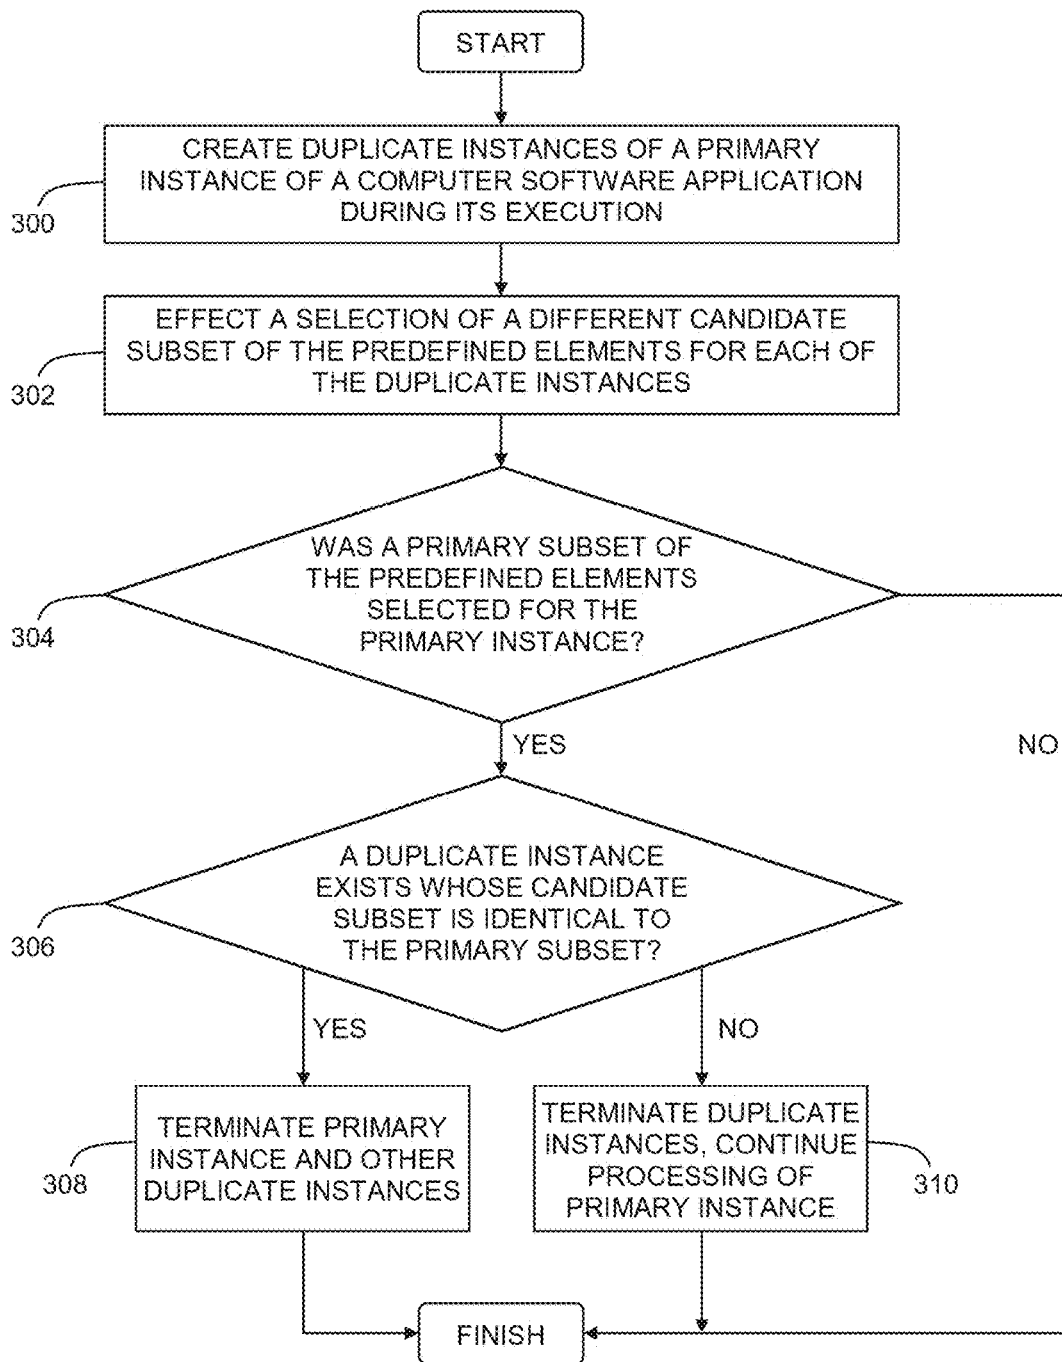 START
CREATE DUPLICATE INSTANCES OF A PRIMARY
INSTANCE OF A COMPUTER SOFTWARE APPLICATION
DURING ITS EXECUTION
300
EFFECT A SELECTION OF A DIFFERENT CANDIDATE
SUBSET OF THE PREDEFINED ELEMENTS FOR EACH OF
THE DUPLICATE INSTANCES
302
WAS A PRIMARY SUBSET OF
THE PREDEFINED ELEMENTS
SELECTED FOR THE
PRIMARY INSTANCE?
304
YES
NO
A DUPLICATE INSTANCE
EXISTS WHOSE CANDIDATE
SUBSET IS IDENTICAL TO
THE PRIMARY SUBSET?
306
YES
NO
TERMINATE PRIMARY
INSTANCE AND OTHER
DUPLICATE INSTANCES
308
TERMINATE DUPLICATE
INSTANCES, CONTINUE
PROCESSING OF
PRIMARY INSTANCE
310
FINISH